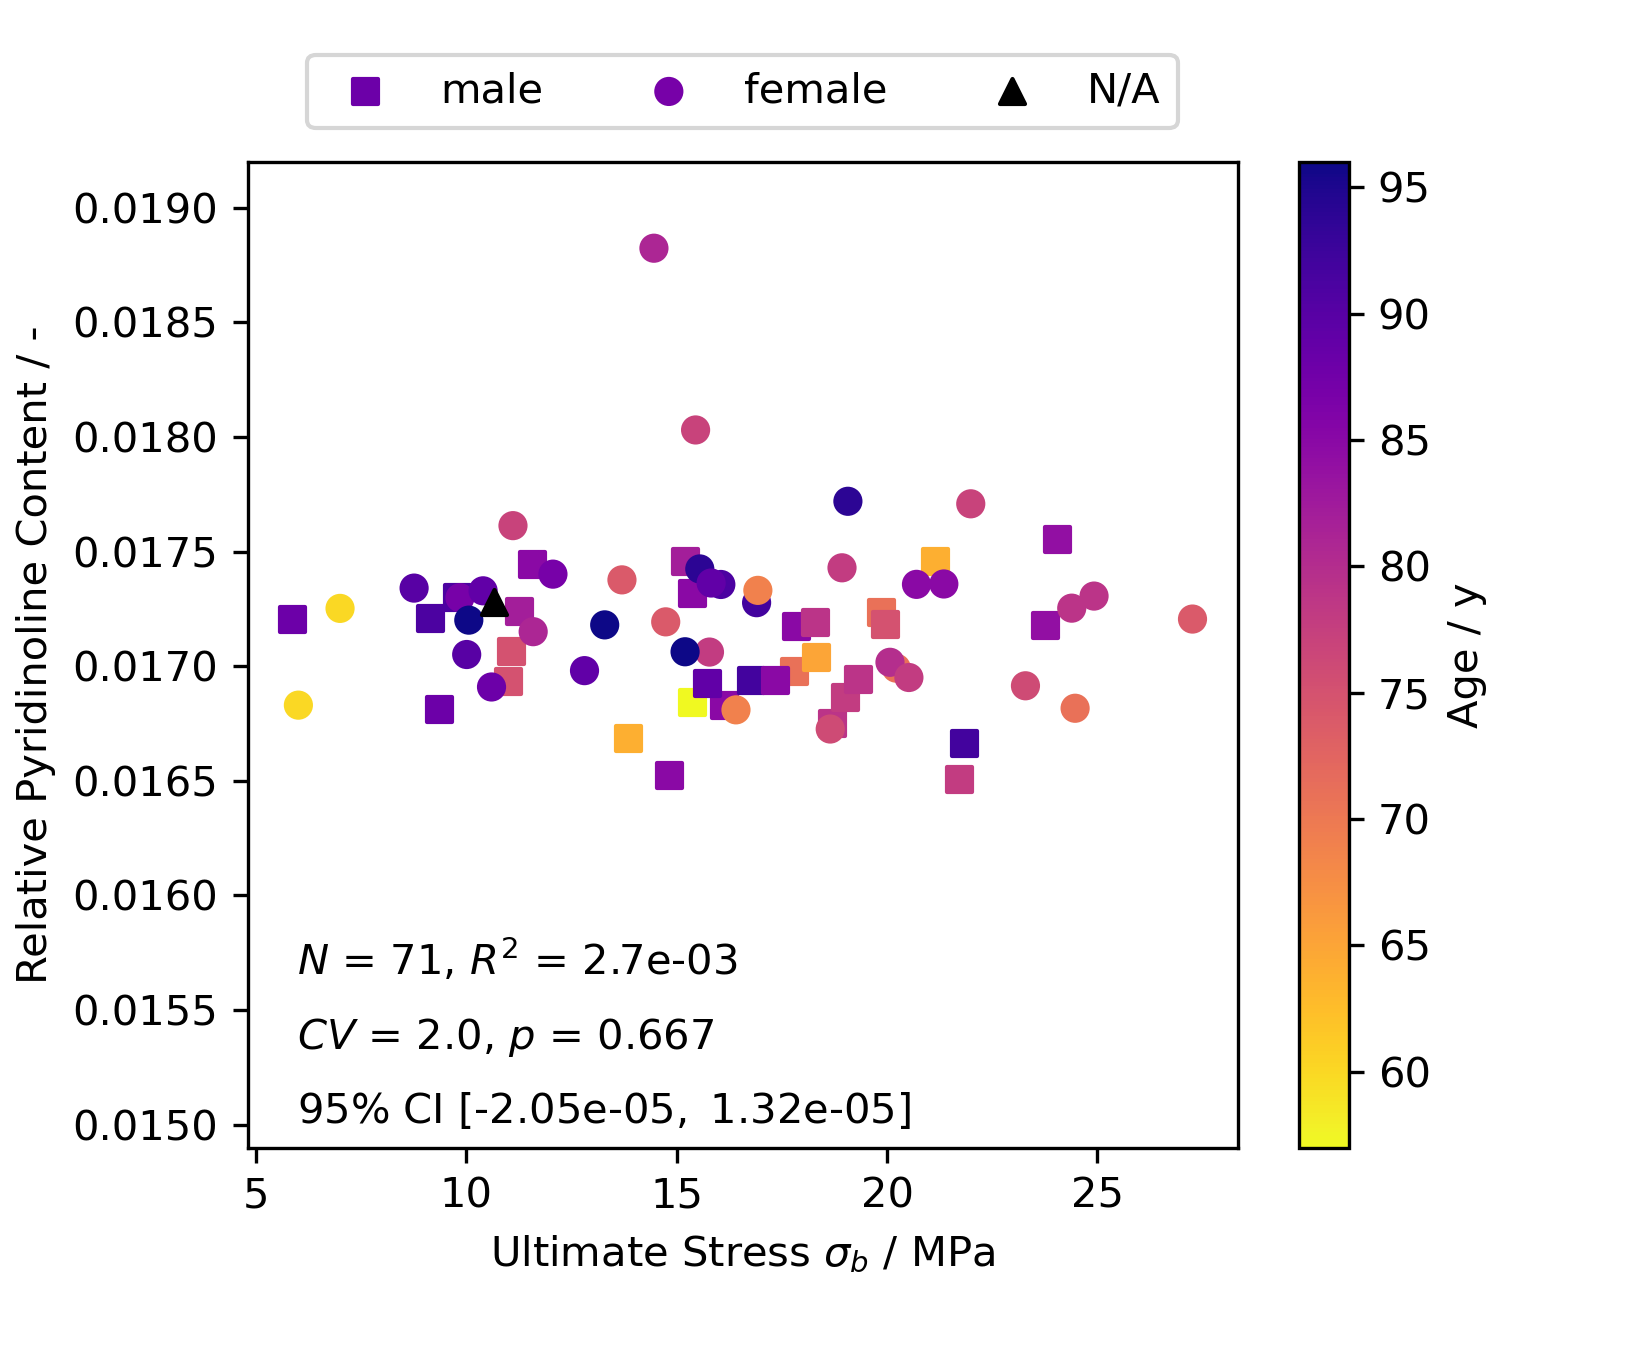 male female N/A
Relative Pyridinoline Content / -
0.0190
0.0185
0.0180
0.0175
0.0170
0.0165
0.0160
0.0155
0.0150
N = 71, R² = 2.7e-03
CV = 2.0, p = 0.667
95% CI [-2.05e-05, 1.32e-05]
5 10 15 20 25
Ultimate Stress σ_b / MPa
95
90
85
80
75
70
65
60
Age / y